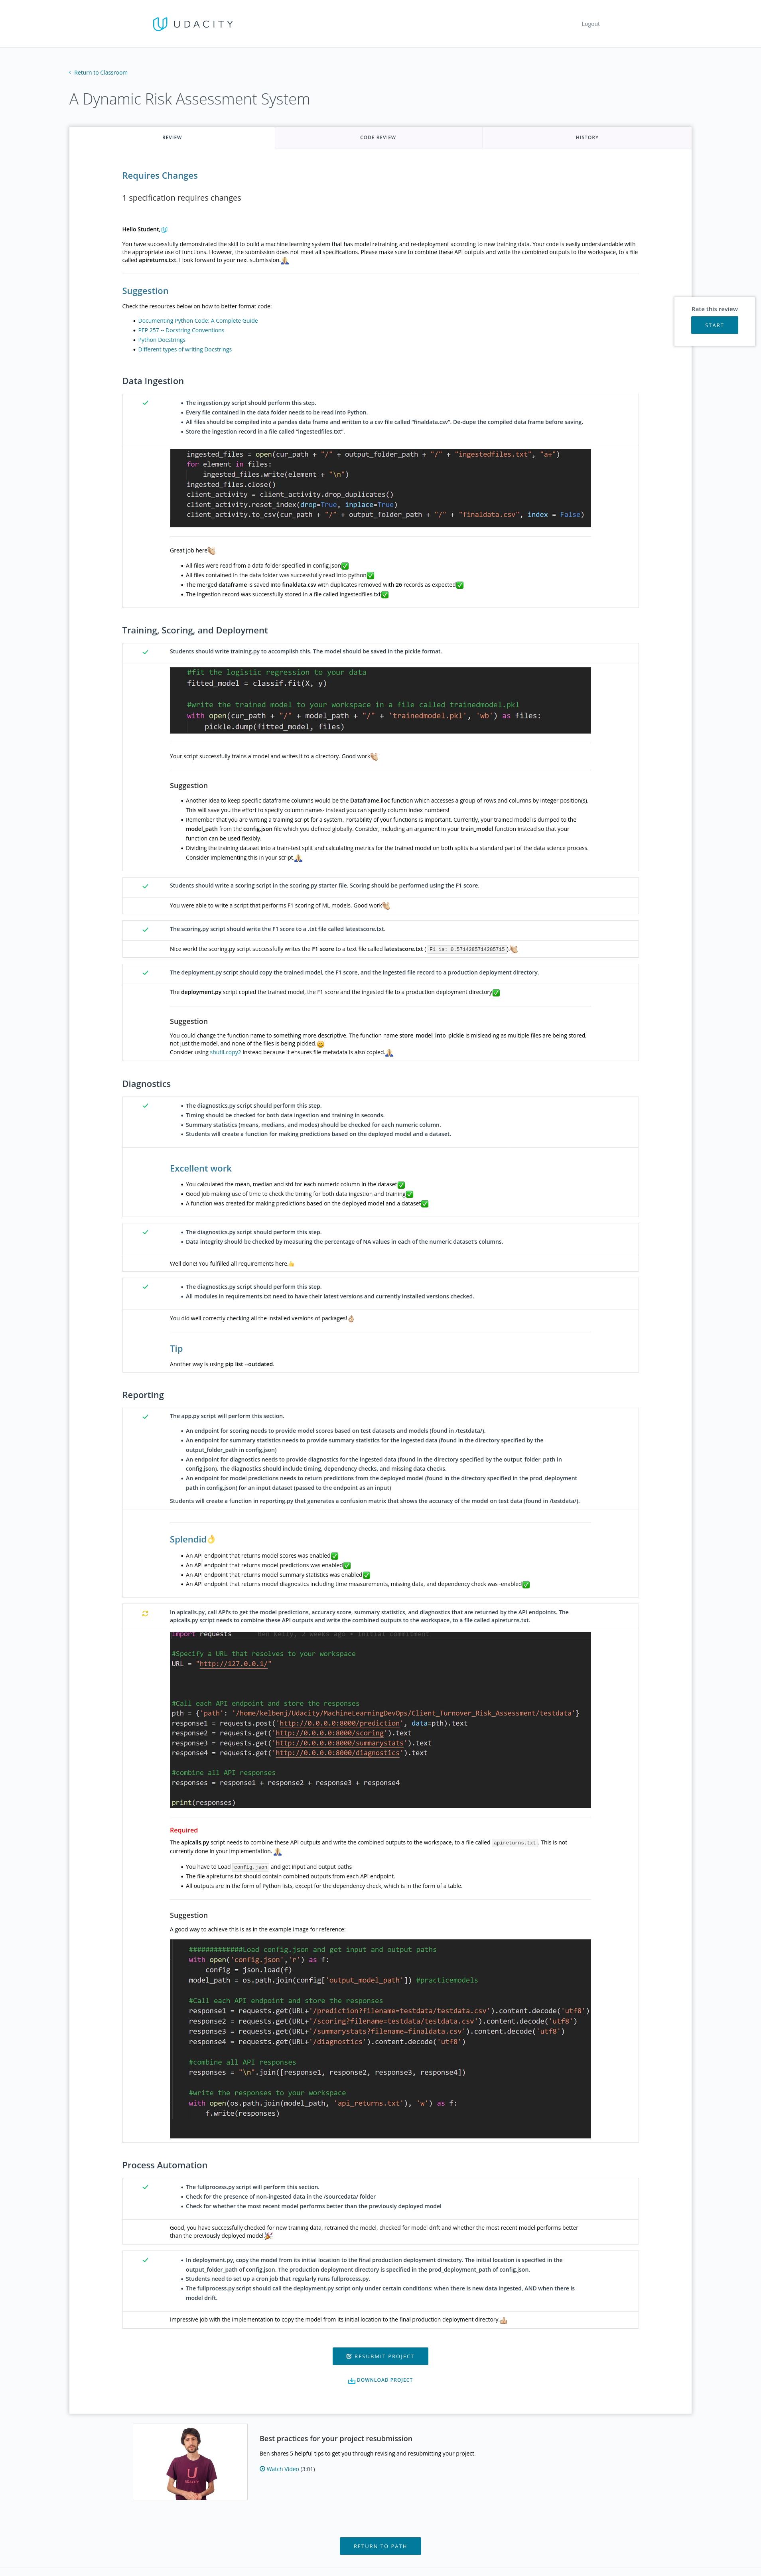 UDACITY
Logout
Return to Classroom
A Dynamic Risk Assessment System
REVIEW
CODE REVIEW
HISTORY
Requires Changes
1 specification requires changes
Hello Student,
You have successfully demonstrated the skill to build a machine learning system that has model retraining and re-deployment according to new training data. Your code is easily understandable with
the appropriate use of functions. However, the submission does not meet all specifications. Please make sure to combine these API outputs and write the combined outputs to the workspace, to a file
called apireturns.txt. I look forward to your next submission.
Rate this review
START
Suggestion
Check the resources below on how to better format code:
• Documenting Python Code: A Complete Guide
• PEP 257 -- Docstring Conventions
• Python Docstrings
• Different types of writing Docstrings
Data Ingestion
• The ingestion.py script should perform this step.
• Every file contained in the data folder needs to be read into Python.
• All files should be compiled into a pandas data frame and written to a csv file called "finaldata.csv". De-dupe the compiled data frame before saving.
• Store the ingestion record in a file called "ingestedfiles.txt".
ingested_files = open(cur_path + "/" + output_folder_path + "/" + "ingestedfiles.txt", "a+")
for element in files:
ingested_files.write(element + "\n")
ingested_files.close()
client_activity = client_activity.drop_duplicates()
client_activity.reset_index(drop=True, inplace=True)
client_activity.to_csv(cur_path + "/" + output_folder_path + "/" + "finaldata.csv", index = False)
Great job here
• All files were read from a data folder specified in config.json
• All files contained in the data folder was successfully read into python
• The merged dataframe is saved into finaldata.csv with duplicates removed with 26 records as expected
• The ingestion record was successfully stored in a file called ingestedfiles.txt
Training, Scoring, and Deployment
Students should write training.py to accomplish this. The model should be saved in the pickle format.
#fit the logistic regression to your data
fitted_model = classif.fit(X, y)
#write the trained model to your workspace in a file called trainedmodel.pkl
with open(cur_path + "/" + model_path + "/" + 'trainedmodel.pkl', 'wb') as files:
pickle.dump(fitted_model, files)
Your script successfully trains a model and writes it to a directory. Good work
Suggestion
• Another idea to keep specific dataframe columns would be the Dataframe.iloc function which accesses a group of rows and columns by integer position(s).
This will save you the effort to specify column names- instead you can specify column index numbers!
• Remember that you are writing a training script for a system. Portability of your functions is important. Currently, your trained model is dumped to the
model_path from the config.json file which you defined globally. Consider, including an argument in your train_model function instead so that your
function can be used flexibly.
• Dividing the training dataset into a train-test split and calculating metrics for the trained model on both splits is a standard part of the data science process.
Consider implementing this in your script.
Students should write a scoring script in the scoring.py starter file. Scoring should be performed using the F1 score.
You were able to write a script that performs F1 scoring of ML models. Good work
The scoring.py script should write the F1 score to a .txt file called latestscore.txt.
Nice work! the scoring.py script successfully writes the F1 score to a text file called latestscore.txt ( F1 is: 0.5714285714285715 ).
The deployment.py script should copy the trained model, the F1 score, and the ingested file record to a production deployment directory.
The deployment.py script copied the trained model, the F1 score and the ingested file to a production deployment directory
Suggestion
You could change the function name to something more descriptive. The function name store_model_into_pickle is misleading as multiple files are being stored,
not just the model, and none of the files is being pickled.
Consider using shutil.copy2 instead because it ensures file metadata is also copied.
Diagnostics
• The diagnostics.py script should perform this step.
• Timing should be checked for both data ingestion and training in seconds.
• Summary statistics (means, medians, and modes) should be checked for each numeric column.
• Students will create a function for making predictions based on the deployed model and a dataset.
Excellent work
• You calculated the mean, median and std for each numeric column in the dataset
• Good job making use of time to check the timing for both data ingestion and training
• A function was created for making predictions based on the deployed model and a dataset
• The diagnostics.py script should perform this step.
• Data integrity should be checked by measuring the percentage of NA values in each of the numeric dataset's columns.
Well done! You fulfilled all requirements here.
• The diagnostics.py script should perform this step.
• All modules in requirements.txt need to have their latest versions and currently installed versions checked.
You did well correctly checking all the installed versions of packages!
Tip
Another way is using pip list --outdated.
Reporting
The app.py script will perform this section.
• An endpoint for scoring needs to provide model scores based on test datasets and models (found in /testdata/).
• An endpoint for summary statistics needs to provide summary statistics for the ingested data (found in the directory specified by the
output_folder_path in config.json)
• An endpoint for diagnostics needs to provide diagnostics for the ingested data (found in the directory specified by the output_folder_path in
config.json). The diagnostics should include timing, dependency checks, and missing data checks.
• An endpoint for model predictions needs to return predictions from the deployed model (found in the directory specified in the prod_deployment
path in config.json) for an input dataset (passed to the endpoint as an input)
Students will create a function in reporting.py that generates a confusion matrix that shows the accuracy of the model on test data (found in /testdata/).
Splendid
• An API endpoint that returns model scores was enabled
• An API endpoint that returns model predictions was enabled
• An API endpoint that returns model summary statistics was enabled
• An API endpoint that returns model diagnostics including time measurements, missing data, and dependency check was -enabled
In apicalls.py, call API's to get the model predictions, accuracy score, summary statistics, and diagnostics that are returned by the API endpoints. The
apicalls.py script needs to combine these API outputs and write the combined outputs to the workspace, to a file called apireturns.txt.
import requests
#Specify a URL that resolves to your workspace
URL = "http://127.0.0.1/"
#Call each API endpoint and store the responses
pth = {'path': '/home/kelbenj/Udacity/MachineLearningDevOps/Client_Turnover_Risk_Assessment/testdata'}
response1 = requests.post('http://0.0.0.0:8000/prediction', data=pth).text
response2 = requests.get('http://0.0.0.0:8000/scoring').text
response3 = requests.get('http://0.0.0.0:8000/summarystats').text
response4 = requests.get('http://0.0.0.0:8000/diagnostics').text
#combine all API responses
responses = response1 + response2 + response3 + response4
print(responses)
Required
The apicalls.py script needs to combine these API outputs and write the combined outputs to the workspace, to a file called apireturns.txt. This is not
currently done in your implementation.
• You have to Load config.json and get input and output paths
• The file apireturns.txt should contain combined outputs from each API endpoint.
• All outputs are in the form of Python lists, except for the dependency check, which is in the form of a table.
Suggestion
A good way to achieve this is as in the example image for reference:
#############Load config.json and get input and output paths
with open('config.json','r') as f:
config = json.load(f)
model_path = os.path.join(config['output_model_path']) #practicemodels
#Call each API endpoint and store the responses
response1 = requests.get(URL+'/prediction?filename=testdata/testdata.csv').content.decode('utf8')
response2 = requests.get(URL+'/scoring?filename=testdata/testdata.csv').content.decode('utf8')
response3 = requests.get(URL+'/summarystats?filename=finaldata.csv').content.decode('utf8')
response4 = requests.get(URL+'/diagnostics').content.decode('utf8')
#combine all API responses
responses = "\n".join([response1, response2, response3, response4])
#write the responses to your workspace
with open(os.path.join(model_path, 'api_returns.txt'), 'w') as f:
f.write(responses)
Process Automation
• The fullprocess.py script will perform this section.
• Check for the presence of non-ingested data in the /sourcedata/ folder
• Check for whether the most recent model performs better than the previously deployed model
Good, you have successfully checked for new training data, retrained the model, checked for model drift and whether the most recent model performs better
than the previously deployed model.
• In deployment.py, copy the model from its initial location to the final production deployment directory. The initial location is specified in the
output_folder_path of config.json. The production deployment directory is specified in the prod_deployment_path of config.json.
• Students need to set up a cron job that regularly runs fullprocess.py.
• The fullprocess.py script should call the deployment.py script only under certain conditions: when there is new data ingested, AND when there is
model drift.
Impressive job with the implementation to copy the model from its initial location to the final production deployment directory.
RESUBMIT PROJECT
DOWNLOAD PROJECT
Best practices for your project resubmission
Ben shares 5 helpful tips to get you through revising and resubmitting your project.
Watch Video (3:01)
RETURN TO PATH